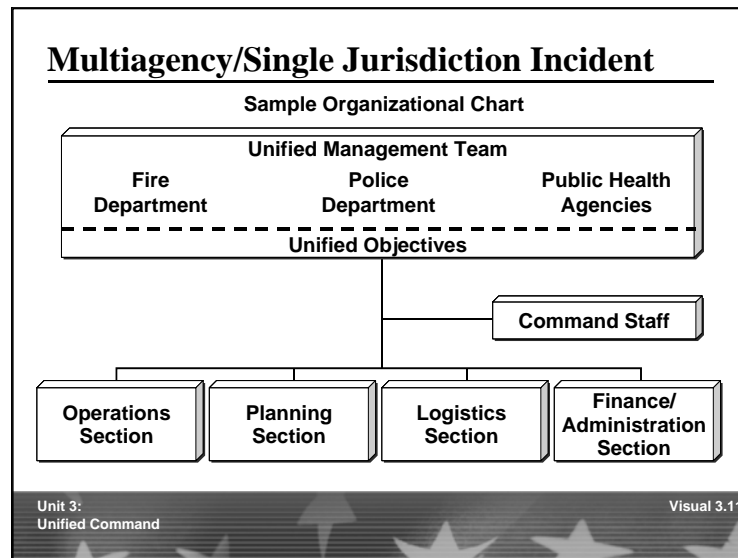 Multiagency/Single Jurisdiction Incident
Sample Organizational Chart
Unified Management Team
Fire
Department
Police
Department
Public Health
Agencies
Unified Objectives
Command Staff
Operations
Section
Planning
Section
Logistics
Section
Finance/
Administration
Section
Unit 3:
Unified Command
Visual 3.11